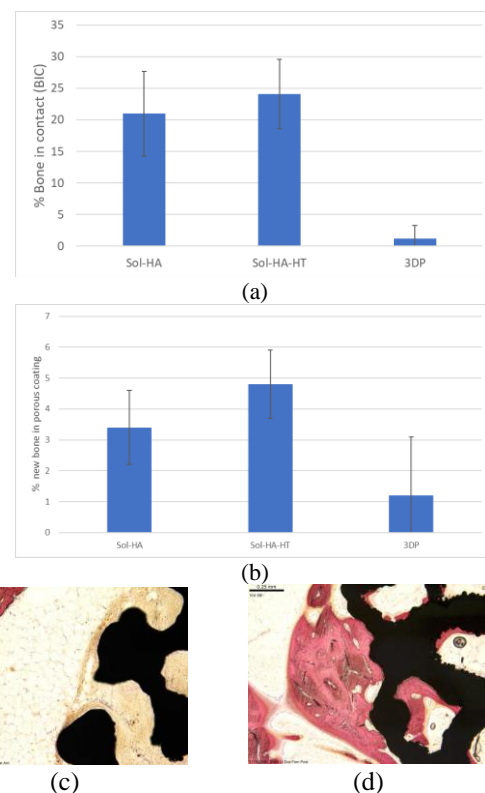 % Bone in contact (BIC)
35
30
25
20
15
10
5
0
Sol-HA Sol-HA-HT 3DP
(a)
% new bone in porous coating
7
6
5
4
3
2
1
0
Sol-HA Sol-HA-HT 3DP
(b)
0.25 mm
(c) (d)